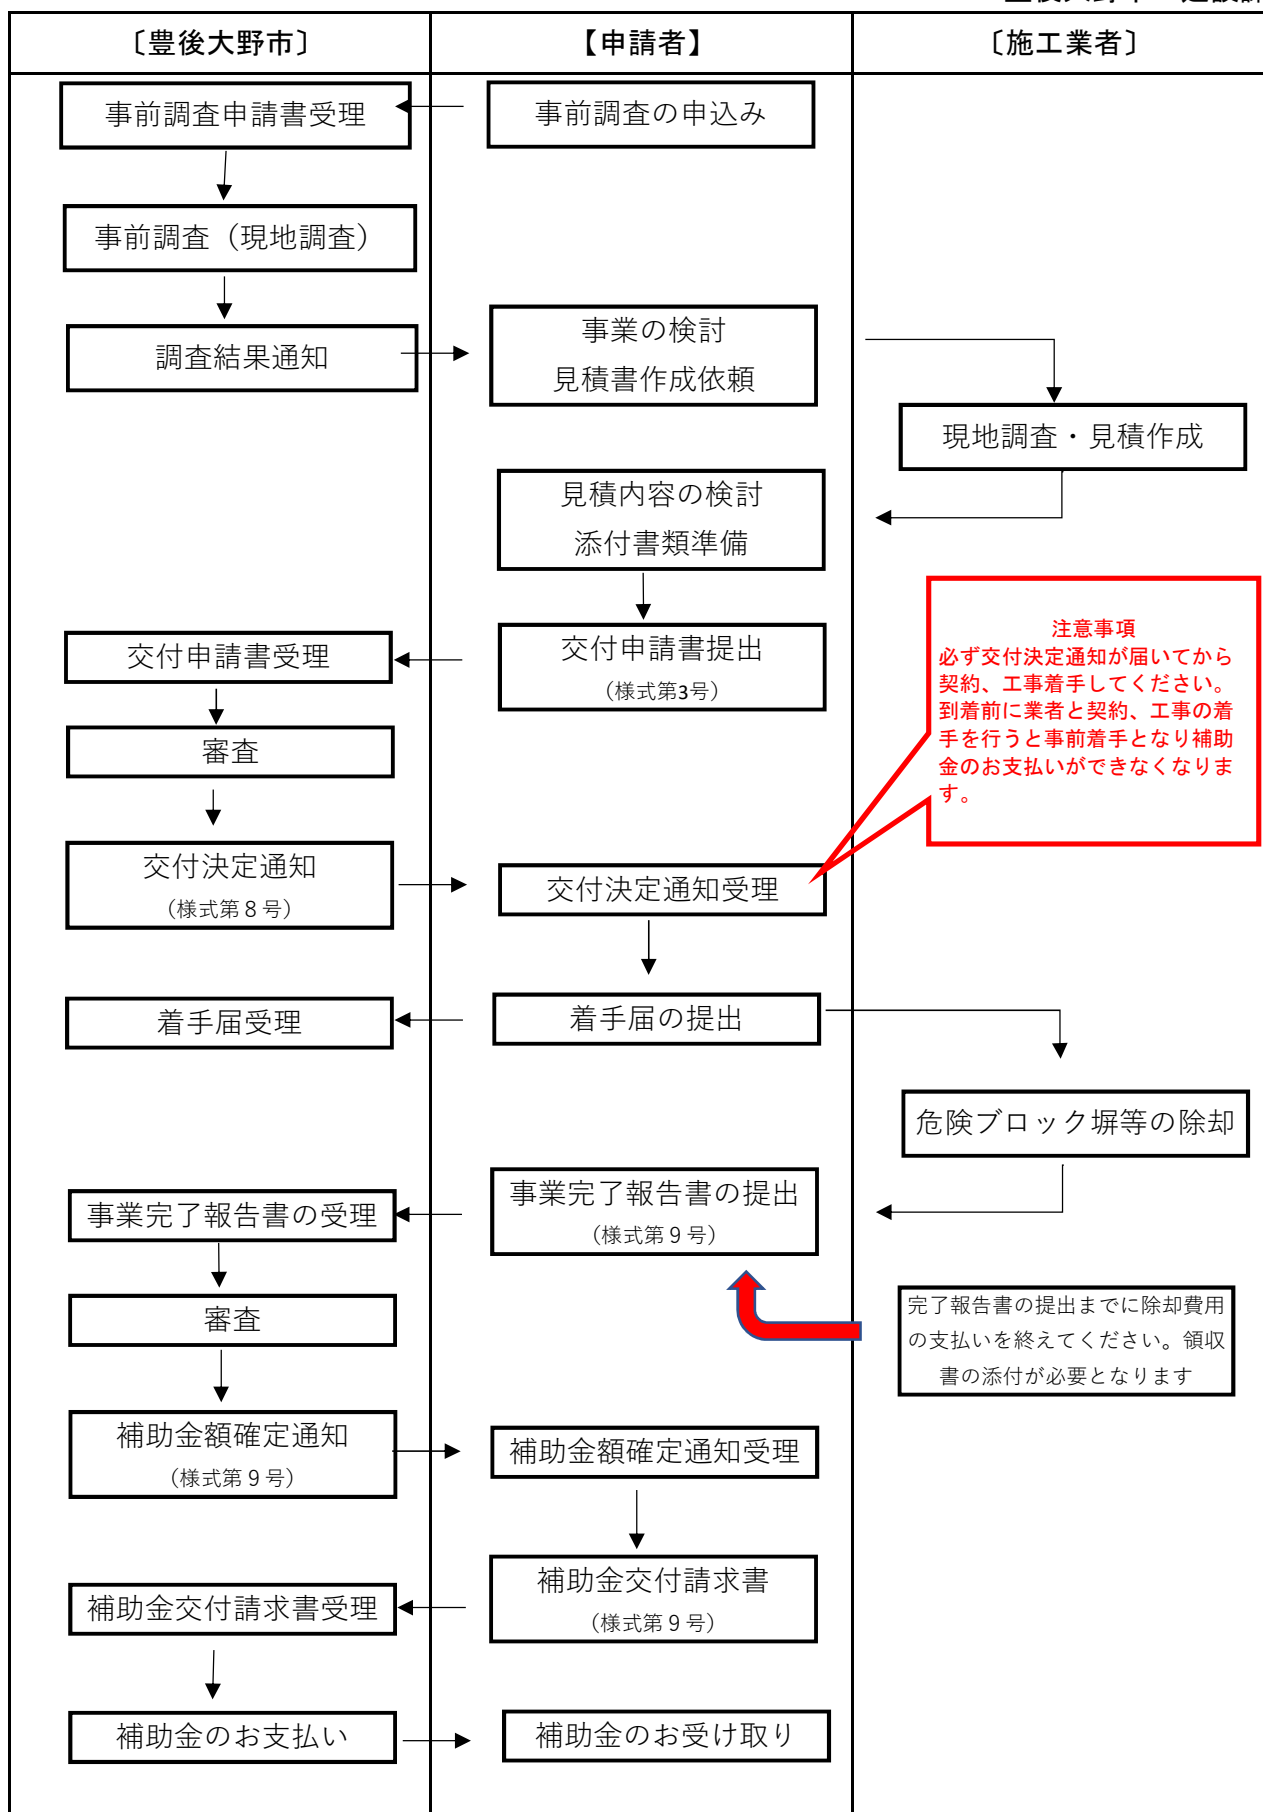 〔豊後大野市〕
【申請者】
〔施工業者〕
事前調査申請書受理
事前調査の申込み
事前調査（現地調査）
調査結果通知
事業の検討
見積書作成依頼
現地調査・見積作成
見積内容の検討
添付書類準備
注意事項
必ず交付決定通知が届いてから
契約、工事着手してください。
到着前に業者と契約、工事の着
手を行うと事前着手となり補助
金のお支払いができなくなりま
す。
交付申請書受理
交付申請書提出
（様式第3号）
審査
交付決定通知
（様式第８号）
交付決定通知受理
着手届受理
着手届の提出
危険ブロック塀等の除却
事業完了報告書の受理
事業完了報告書の提出
（様式第９号）
完了報告書の提出までに除却費用
の支払いを終えてください。領収
書の添付が必要となります
審査
補助金額確定通知
（様式第９号）
補助金額確定通知受理
補助金交付請求書受理
補助金交付請求書
（様式第９号）
補助金のお支払い
補助金のお受け取り